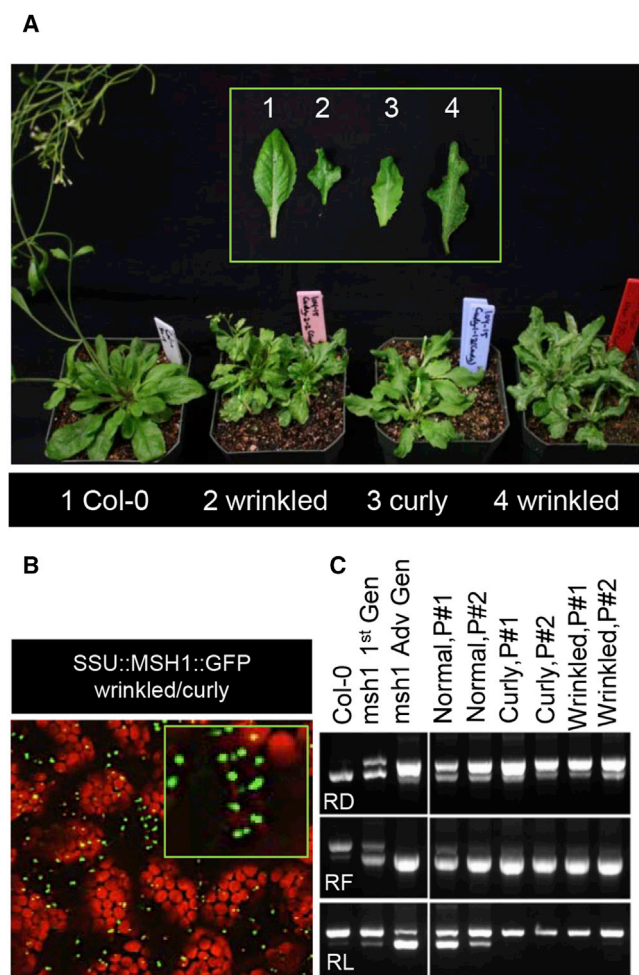 A
1 2 3 4
1 Col-0 2 wrinkled 3 curly 4 wrinkled
B
SSU::MSH1::GFP
wrinkled/curly
C
Col-0
msh1 1st Gen
msh1 Adv Gen
Normal,P#1
Normal,P#2
Curly,P#1
Curly,P#2
Wrinkled,P#1
Wrinkled,P#2
RD
RF
RL